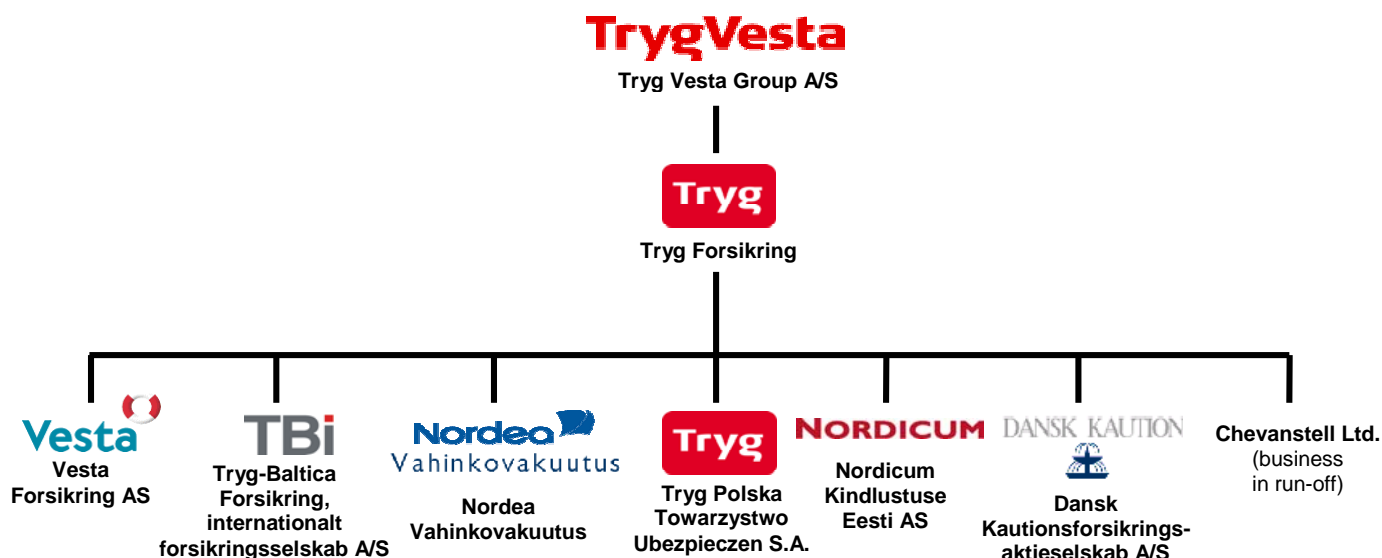 TrygVesta
Tryg Vesta Group A/S
Tryg
Tryg Forsikring
Vesta
Vesta
Forsikring AS
TBi
Tryg-Baltica
Forsikring,
internationalt
forsikringsselskab A/S
Nordea
Vahinkovakuutus
Nordea
Vahinkovakuutus
Tryg
Tryg Polska
Towarzystwo
Ubezpieczen S.A.
NORDICUM
Nordicum
Kindlustuse
Eesti AS
DANSK KAUTION
Dansk
Kautionsforsikrings-
aktieselskab A/S
Chevanstell Ltd.
(business
in run-off)